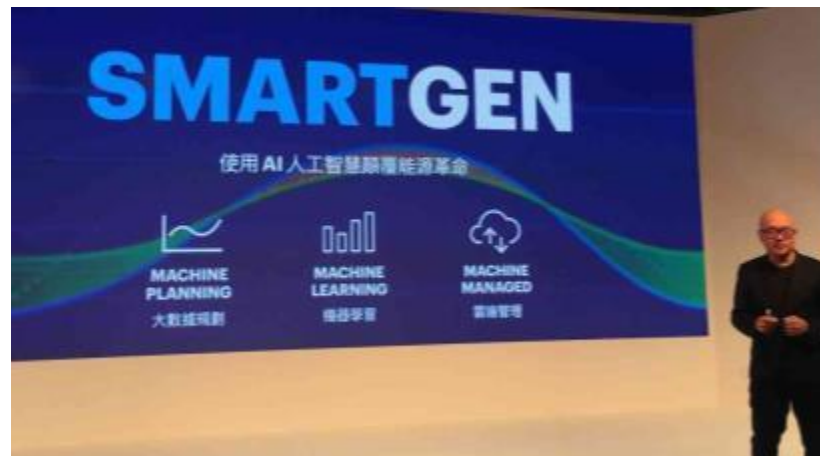 SMARTGEN
使用 AI 人工智慧顛覆能源革命
MACHINE
PLANNING
大數據規劃
MACHINE
LEARNING
機器學習
MACHINE
MANAGED
雲端管理